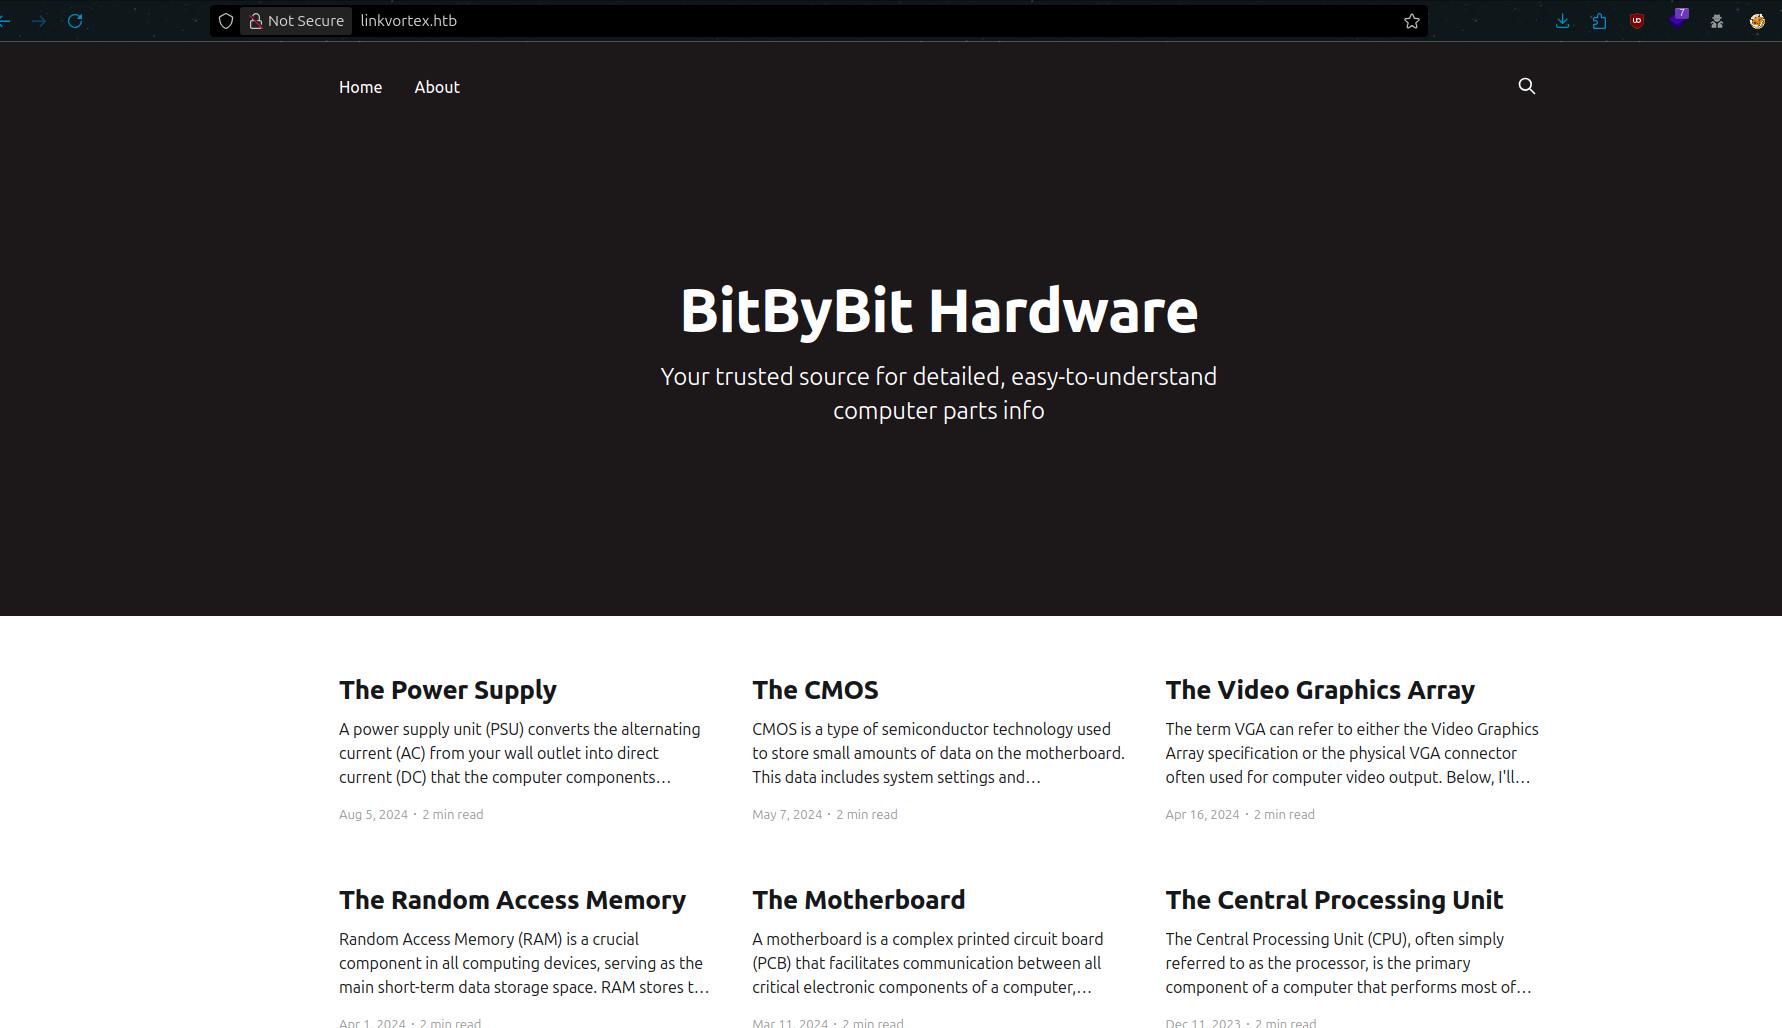 Not Secure linkvortex.htb
7
Home About
BitByBit Hardware
Your trusted source for detailed, easy-to-understand
computer parts info
The Power Supply
A power supply unit (PSU) converts the alternating
current (AC) from your wall outlet into direct
current (DC) that the computer components…
Aug 5, 2024 • 2 min read
The CMOS
CMOS is a type of semiconductor technology used
to store small amounts of data on the motherboard.
This data includes system settings and…
May 7, 2024 • 2 min read
The Video Graphics Array
The term VGA can refer to either the Video Graphics
Array specification or the physical VGA connector
often used for computer video output. Below, I'll…
Apr 16, 2024 • 2 min read
The Random Access Memory
Random Access Memory (RAM) is a crucial
component in all computing devices, serving as the
main short-term data storage space. RAM stores t…
Apr 1, 2024 • 2 min read
The Motherboard
A motherboard is a complex printed circuit board
(PCB) that facilitates communication between all
critical electronic components of a computer,…
Mar 11, 2024 • 2 min read
The Central Processing Unit
The Central Processing Unit (CPU), often simply
referred to as the processor, is the primary
component of a computer that performs most of…
Dec 11, 2023 • 2 min read